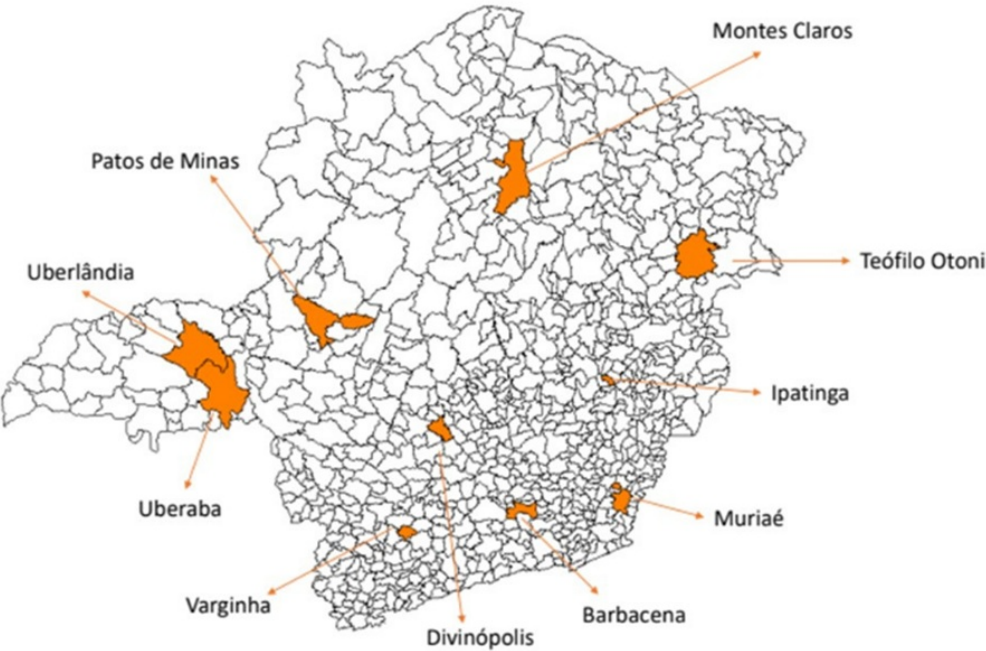 Montes Claros
Patos de Minas
Uberlândia
Teófilo Otoni
Ipatinga
Uberaba
Muriaé
Varginha
Barbacena
Divinópolis